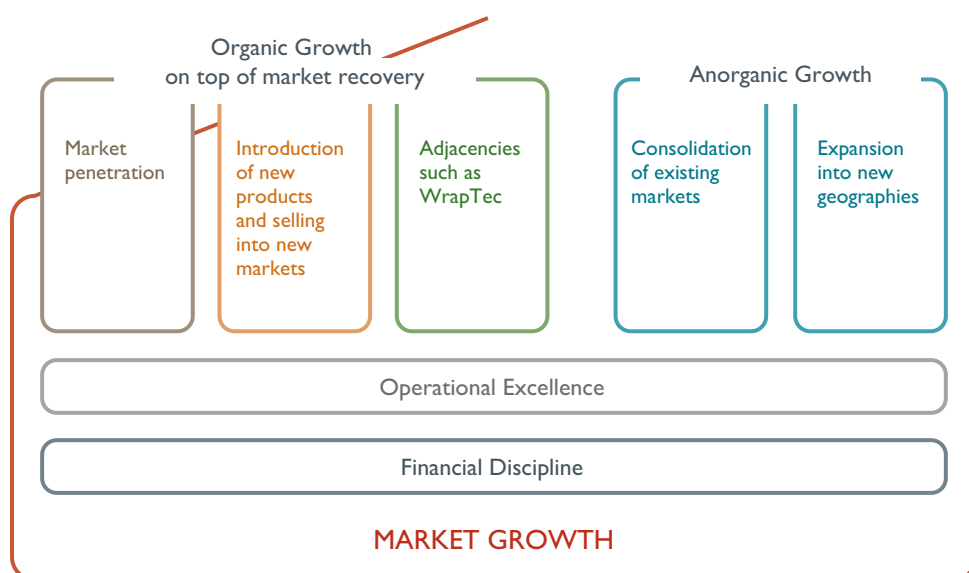 Organic Growth
on top of market recovery
Anorganic Growth
Market
penetration
Introduction
of new
products
and selling
into new
markets
Adjacencies
such as
WrapTec
Consolidation
of existing
markets
Expansion
into new
geographies
Operational Excellence
Financial Discipline
MARKET GROWTH